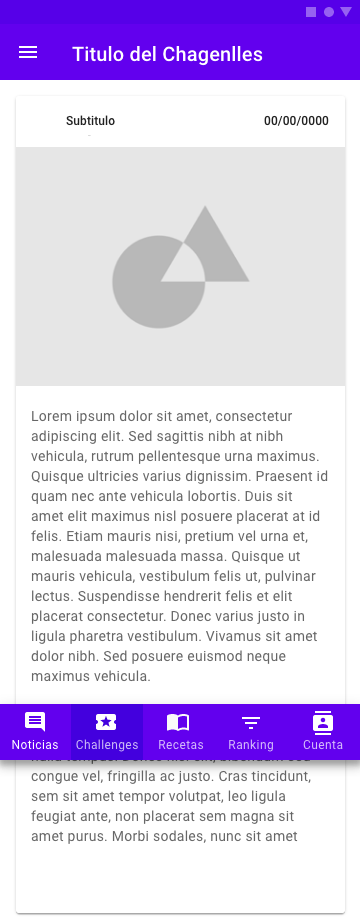 Titulo del Chagenlles
Subtitulo
00/00/0000
Lorem ipsum dolor sit amet, consectetur
adipiscing elit. Sed sagittis nibh at nibh
vehicula, rutrum pellentesque urna maximus.
Quisque ultricies varius dignissim. Praesent id
quam nec ante vehicula lobortis. Duis sit
amet elit maximus nisl posuere placerat at id
felis. Etiam mauris nisi, pretium vel urna et,
malesuada malesuada massa. Quisque ut
mauris vehicula, vestibulum felis ut, pulvinar
lectus. Suspendisse hendrerit felis et elit
placerat consectetur. Donec varius justo in
ligula pharetra vestibulum. Vivamus sit amet
dolor nibh. Sed posuere euismod neque
maximus vehicula.
Noticias
Challenges
Recetas
Ranking
Cuenta
congue vel, fringilla ac justo. Cras tincidunt,
sem sit amet tempor volutpat, leo ligula
feugiat ante, non placerat sem magna sit
amet purus. Morbi sodales, nunc sit amet